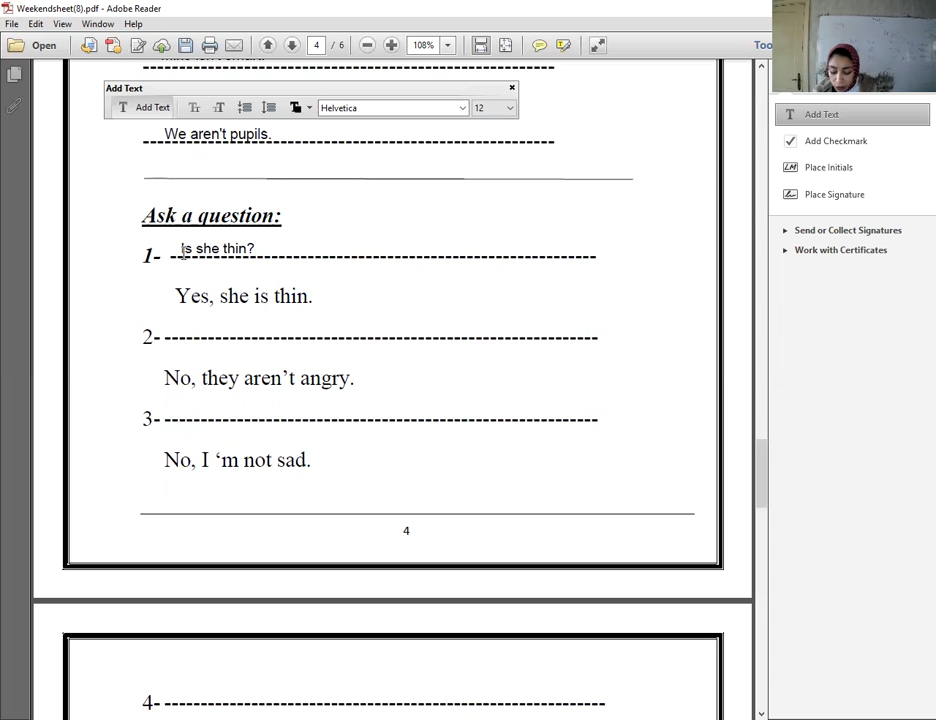 Weekendsheet(8).pdf - Adobe Reader
File Edit View Window Help
Open 4 / 6 108% Too
Add Text
Add Text Helvetica 12
We aren't pupils.
Ask a question:
1- Is she thin?
Yes, she is thin.
2- ------------------------------------------------
No, they aren't angry.
3- ------------------------------------------------
No, I 'm not sad.
4
4- -------------------------------------------------
Add Text
Add Checkmark
Place Initials
Place Signature
Send or Collect Signatures
Work with Certificates